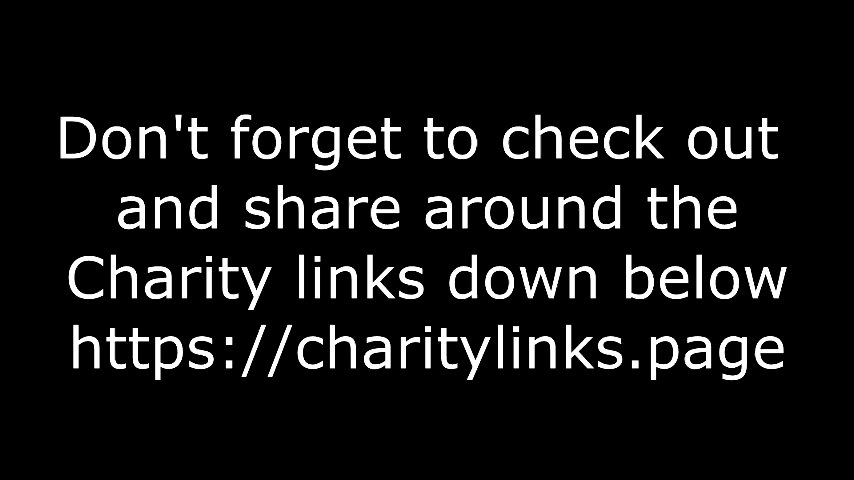 Don't forget to check out
and share around the
Charity links down below
https://charitylinks.page